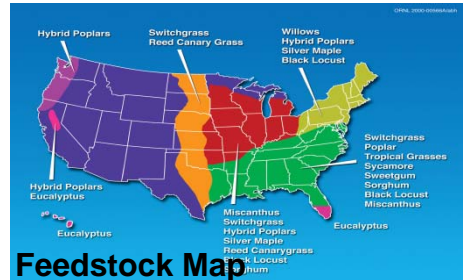 Hybrid Poplars
Switchgrass
Reed Canary Grass
Willows
Hybrid Poplars
Silver Maple
Black Locust
Switchgrass
Poplar
Tropical Grasses
Sycamore
Sweetgum
Sorghum
Black Locust
Miscanthus
Hybrid Poplars
Eucalyptus
Eucalyptus
Miscanthus
Switchgrass
Hybrid Poplars
Silver Maple
Reed Canarygrass
Black Locust
Sorghum
Eucalyptus
Feedstock Map